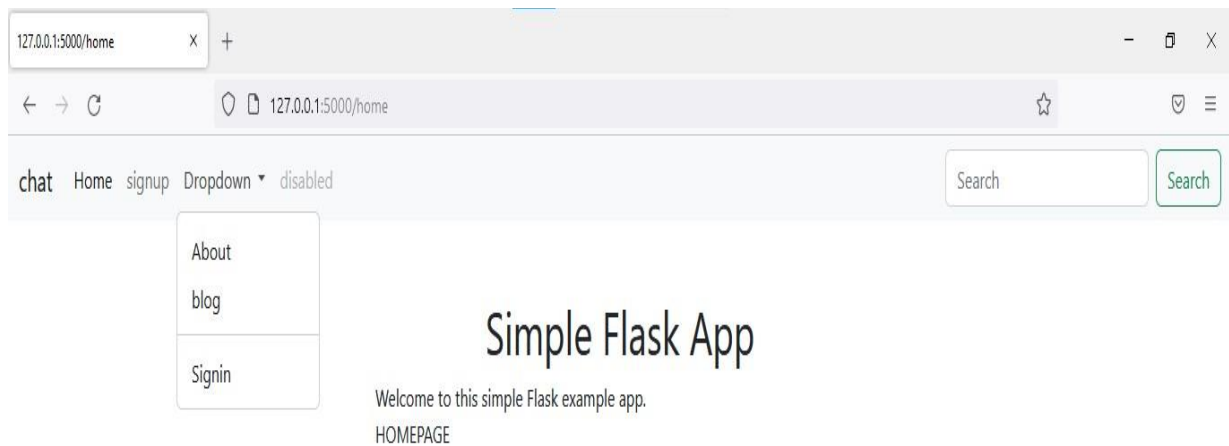 127.0.0.1:5000/home
127.0.0.1:5000/home
chat Home signup Dropdown disabled Search Search
About
blog
Signin
Simple Flask App
Welcome to this simple Flask example app.
HOMEPAGE